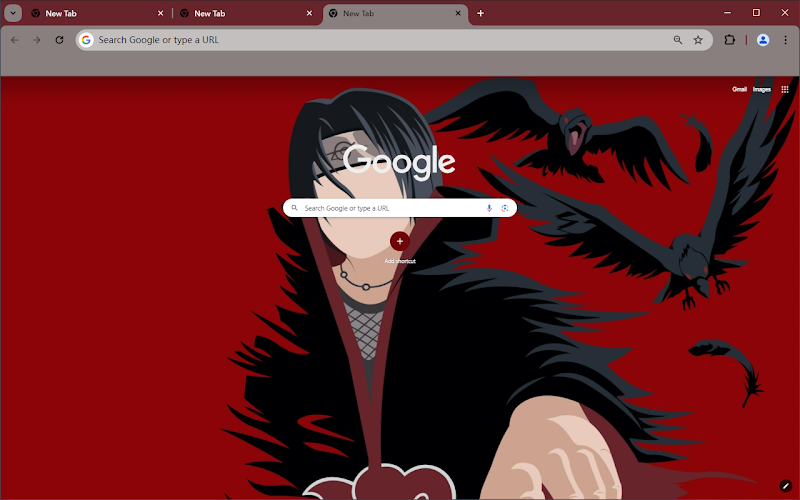 New Tab
New Tab
New Tab
Search Google or type a URL
Gmail Images
Google
Search Google or type a URL
Add shortcut